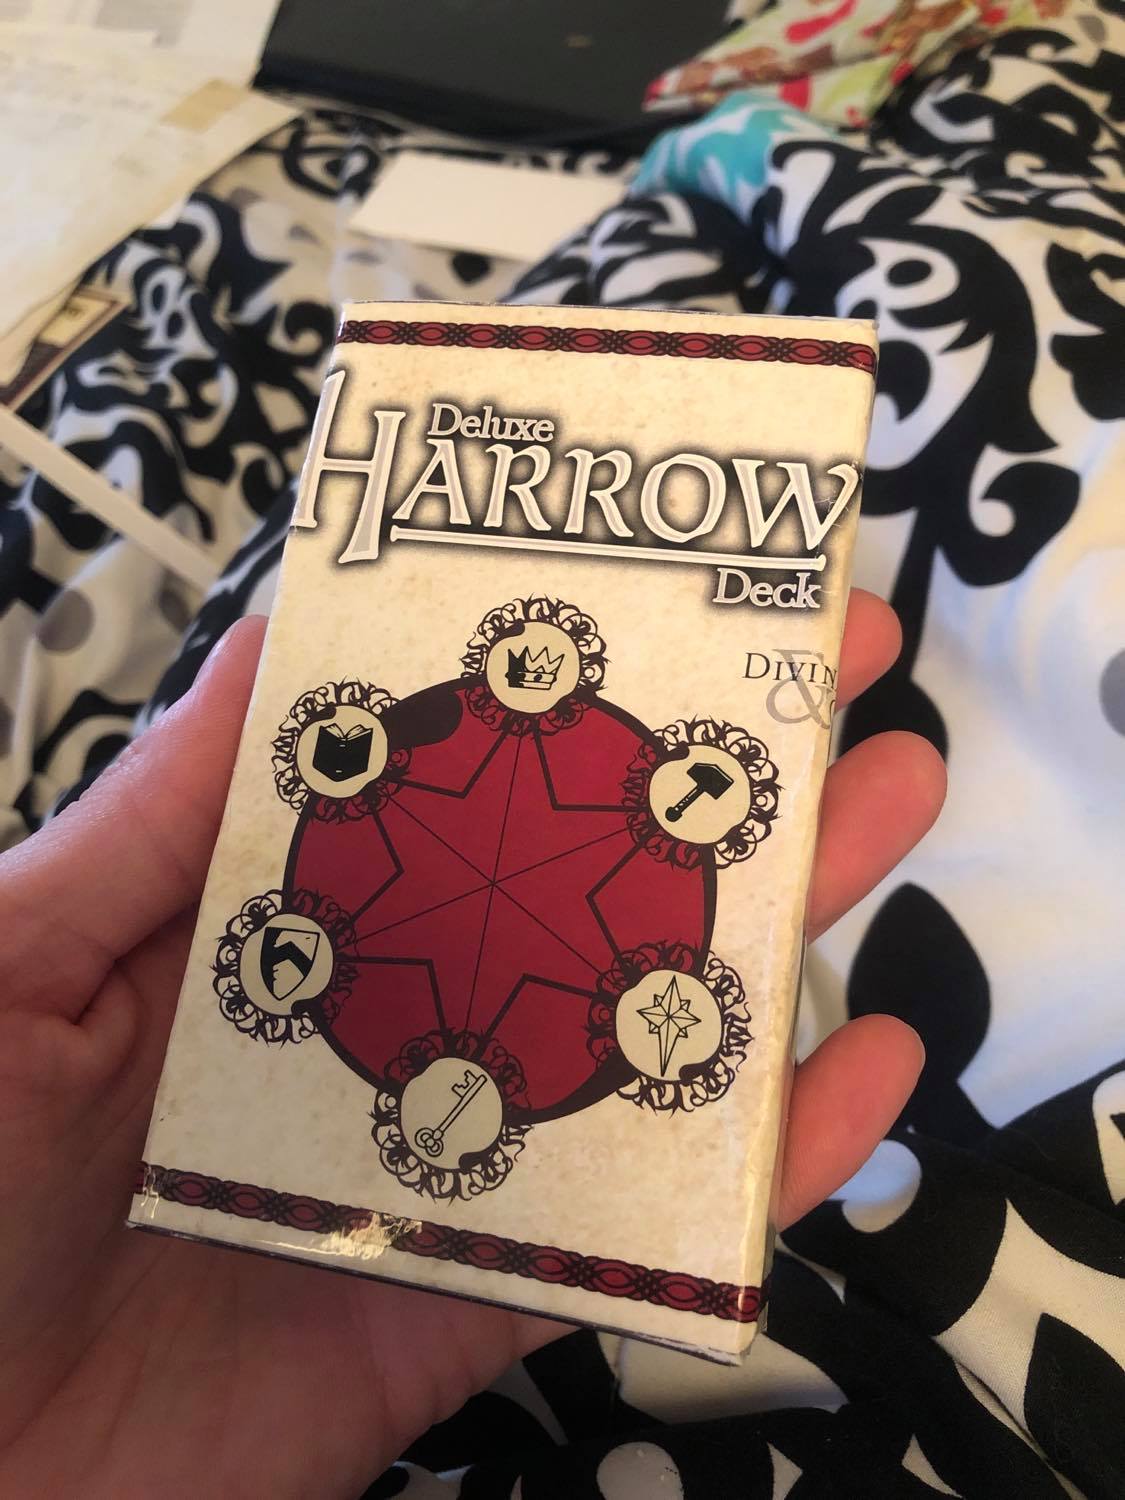 Deluxe
HARROW
Deck
DIVIN
&